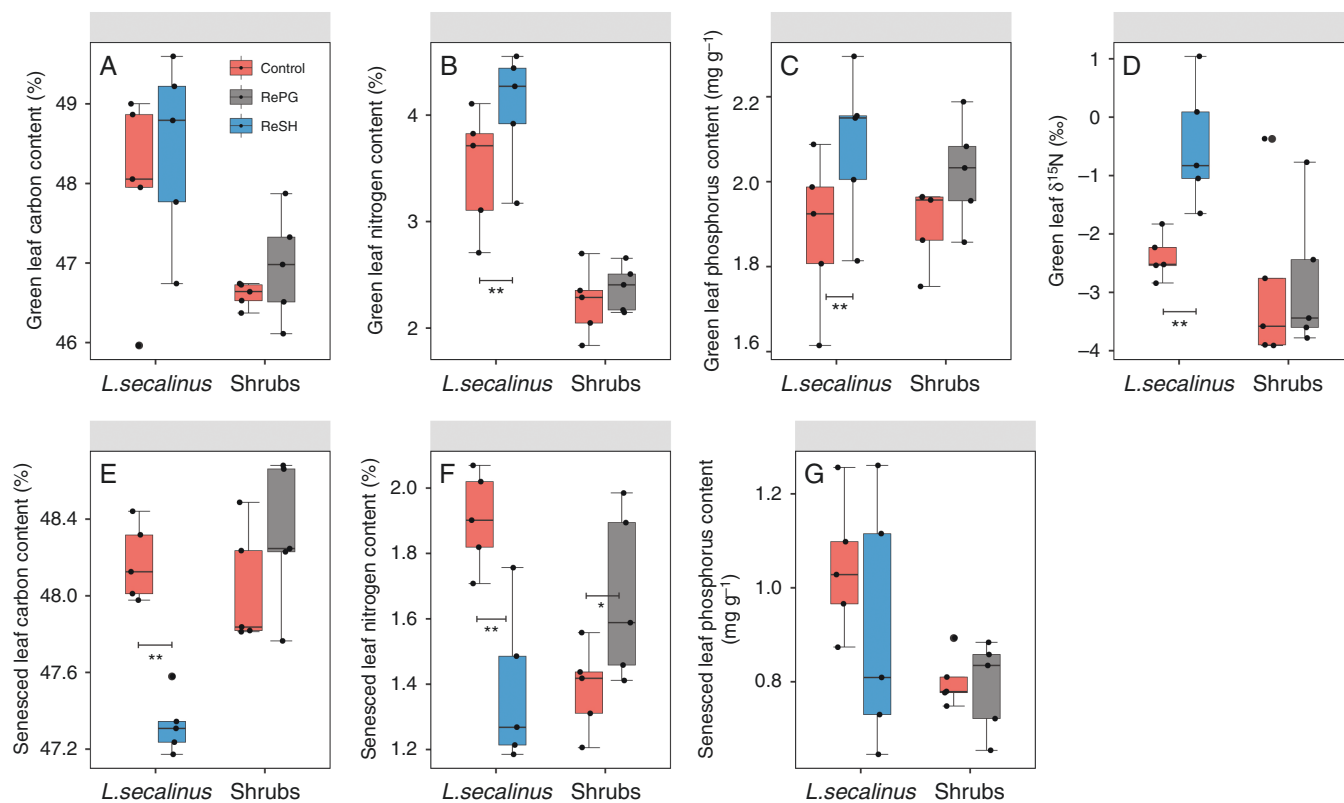 A
Green leaf carbon content (%)
49
48
47
46
Control
RePG
ReSH
L.secalinus Shrubs
B
Green leaf nitrogen content (%)
4
3
2
**
L.secalinus Shrubs
C
Green leaf phosphorus content (mg g⁻¹)
2.2
2.0
1.8
1.6
**
L.secalinus Shrubs
D
Green leaf δ¹⁵N (‰)
1
0
−1
−2
−3
−4
**
L.secalinus Shrubs
E
Senesced leaf carbon content (%)
48.4
48.0
47.6
47.2
**
L.secalinus Shrubs
F
Senesced leaf nitrogen content (%)
2.0
1.8
1.6
1.4
1.2
**
*
L.secalinus Shrubs
G
Senesced leaf phosphorus content
(mg g⁻¹)
1.2
1.0
0.8
L.secalinus Shrubs